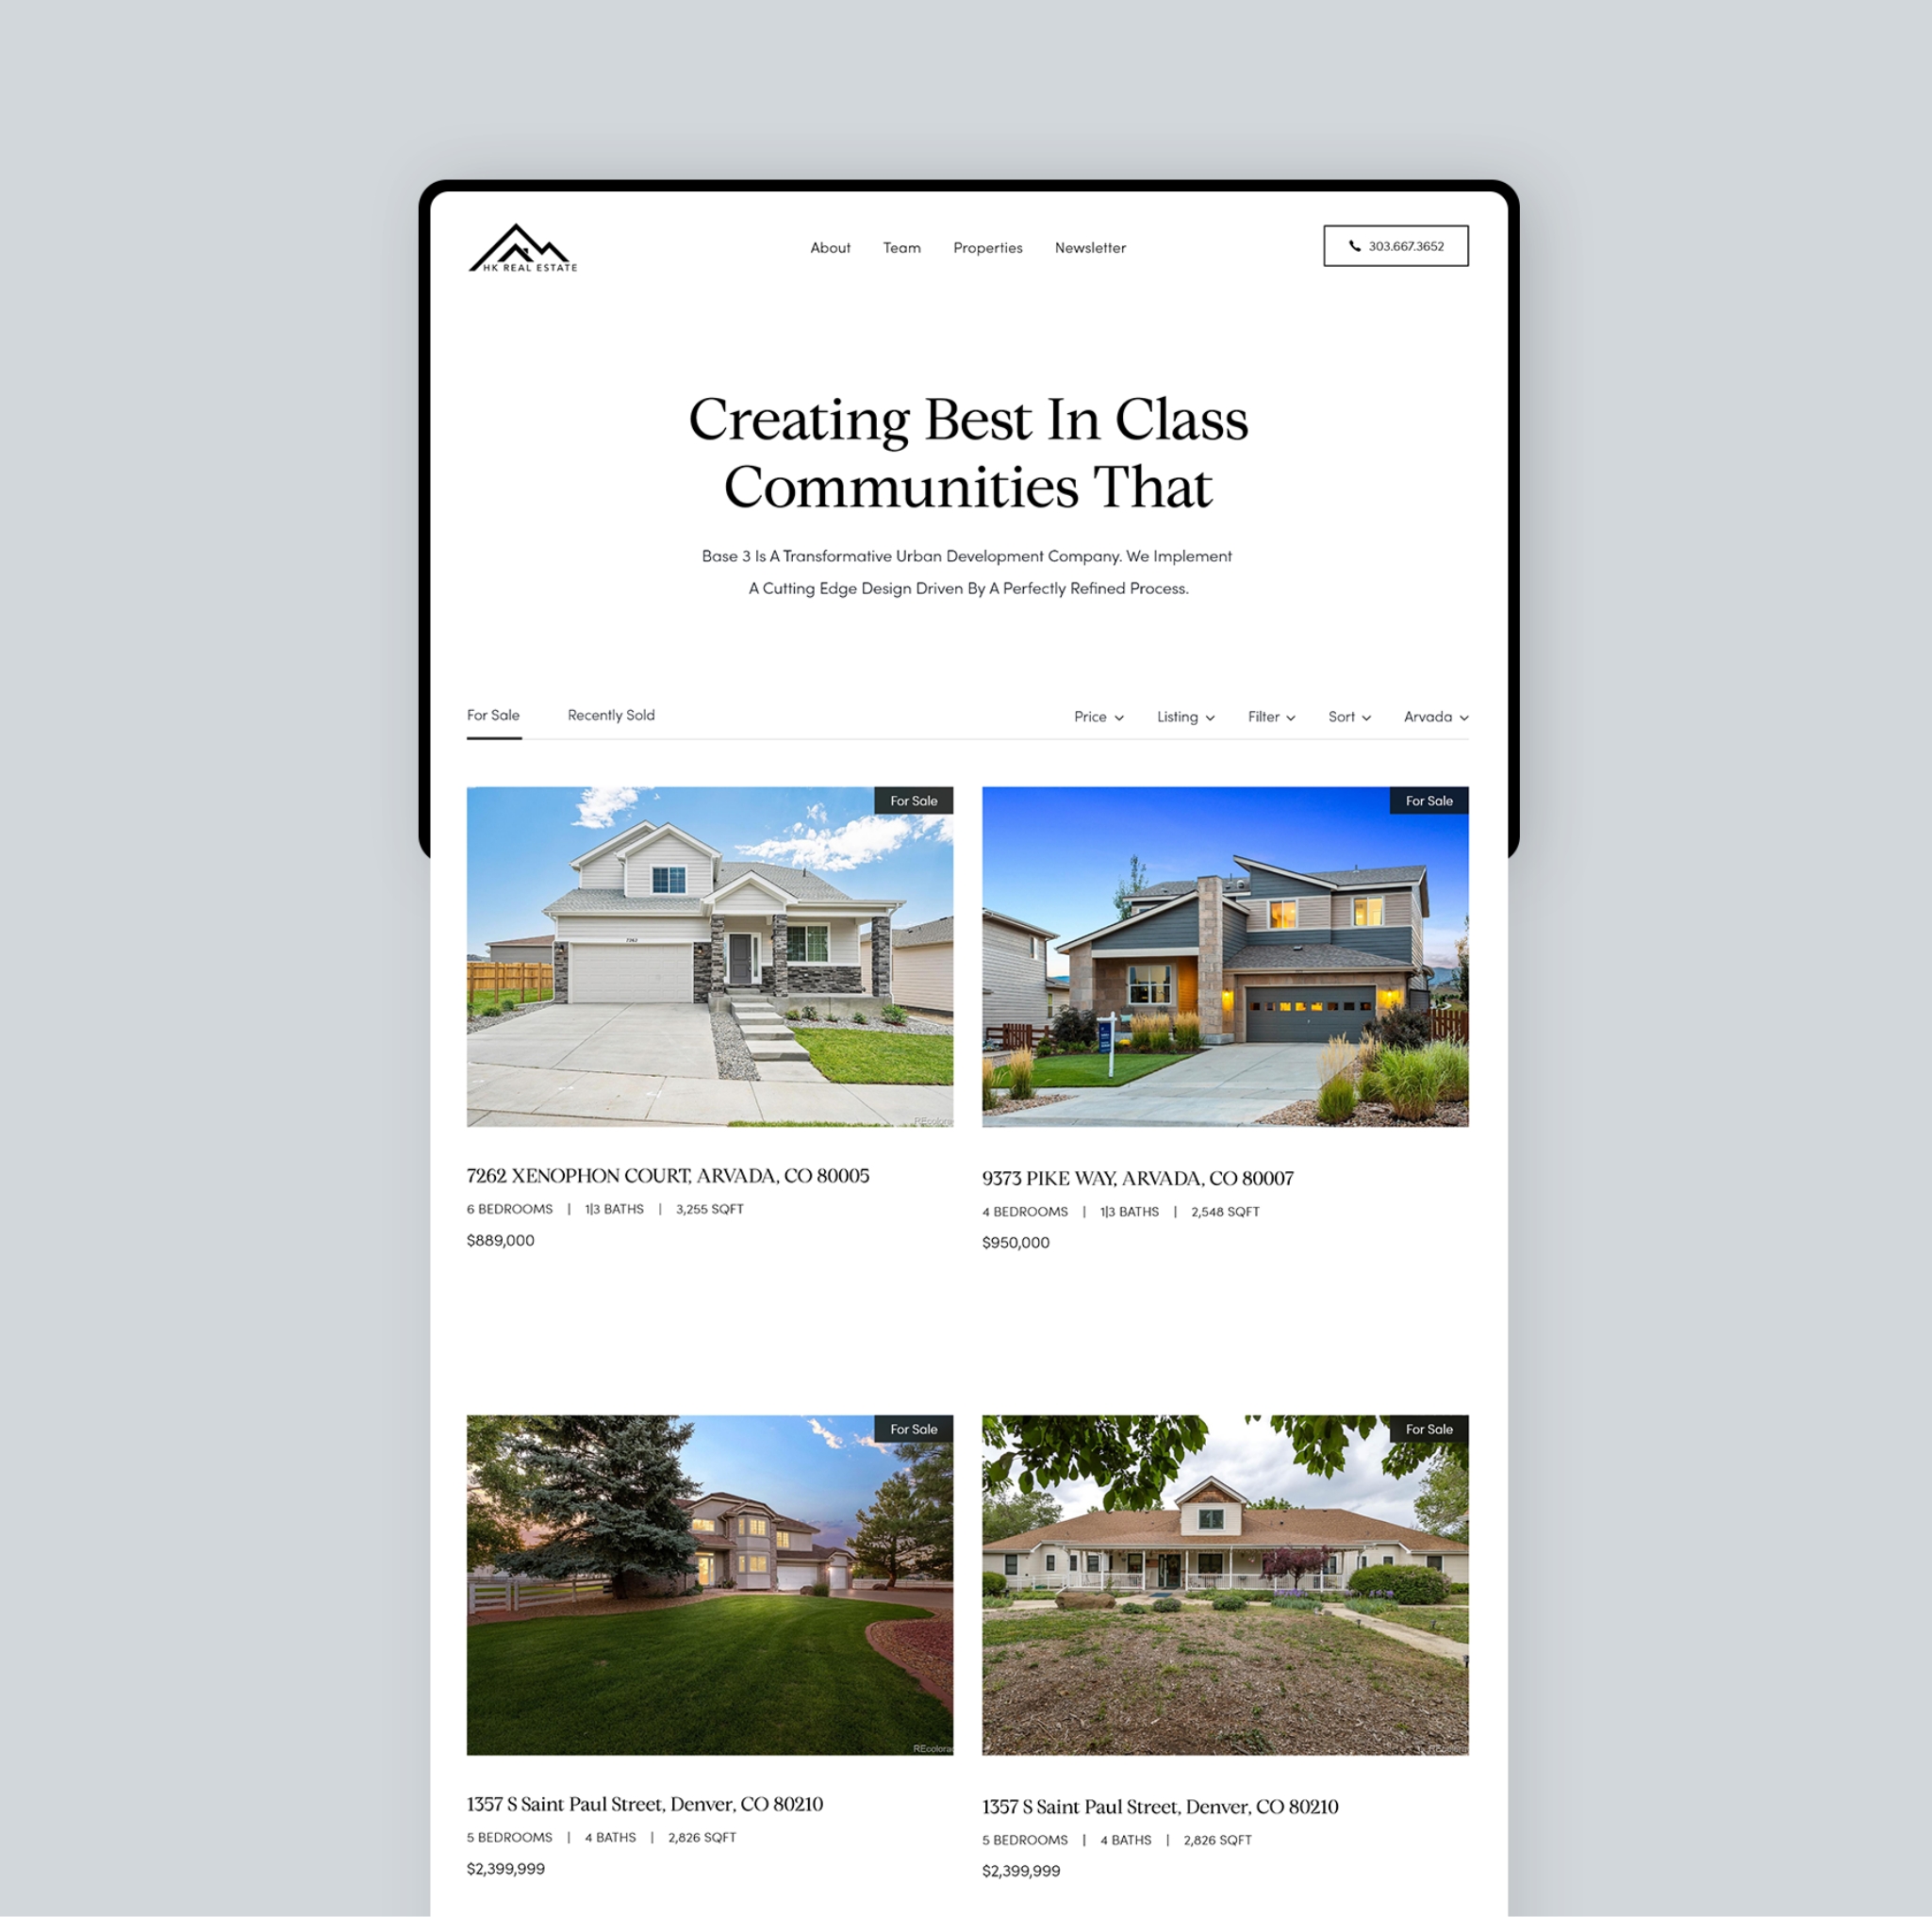 HK REAL ESTATE
About Team Properties Newsletter
303.667.3652
Creating Best In Class
Communities That
Base 3 Is A Transformative Urban Development Company. We Implement
A Cutting Edge Design Driven By A Perfectly Refined Process.
For Sale Recently Sold Price Listing Filter Sort Arvada
For Sale
For Sale
7262
7262 XENOPHON COURT, ARVADA, CO 80005
6 BEDROOMS | 1|3 BATHS | 3,255 SQFT
$889,000
9373 PIKE WAY, ARVADA, CO 80007
4 BEDROOMS | 1|3 BATHS | 2,548 SQFT
$950,000
For Sale
For Sale
1357 S Saint Paul Street, Denver, CO 80210
5 BEDROOMS | 4 BATHS | 2,826 SQFT
$2,399,999
1357 S Saint Paul Street, Denver, CO 80210
5 BEDROOMS | 4 BATHS | 2,826 SQFT
$2,399,999